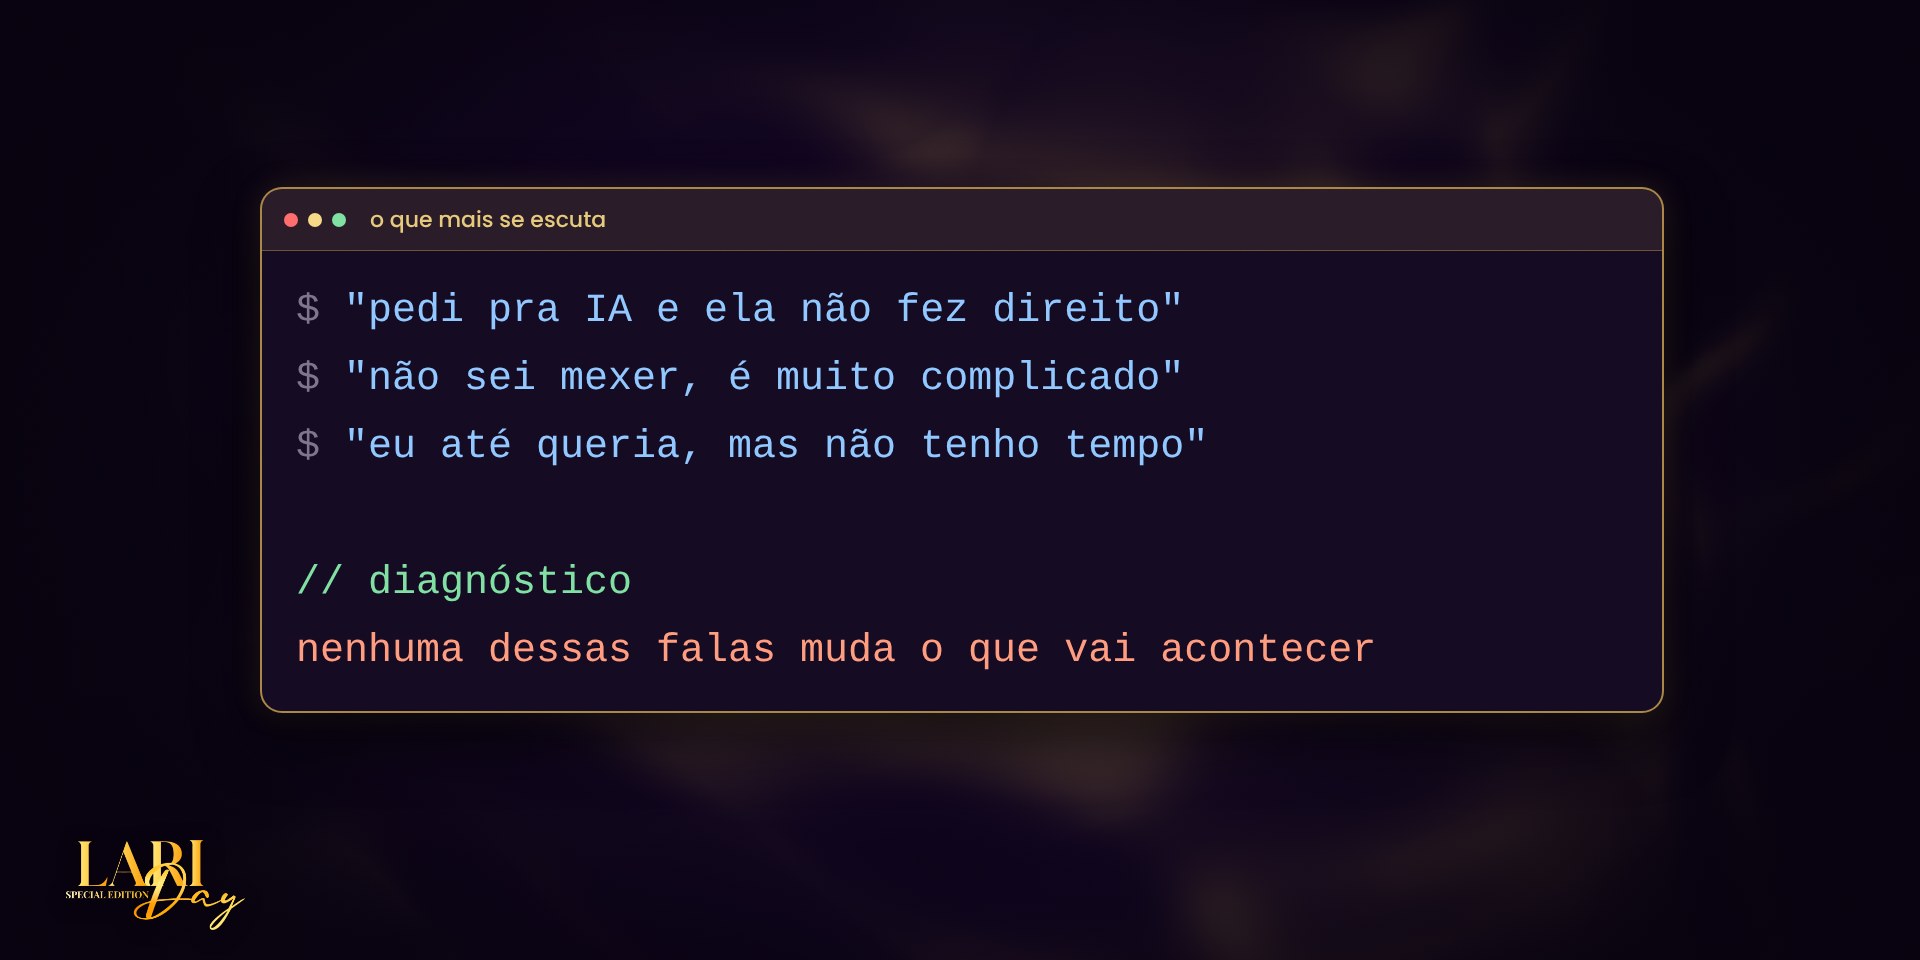 o que mais se escuta
$ "pedi pra IA e ela não fez direito"
$ "não sei mexer, é muito complicado"
$ "eu até queria, mas não tenho tempo"
// diagnóstico
nenhuma dessas falas muda o que vai acontecer
LABI
SPECIAL EDITION
Day